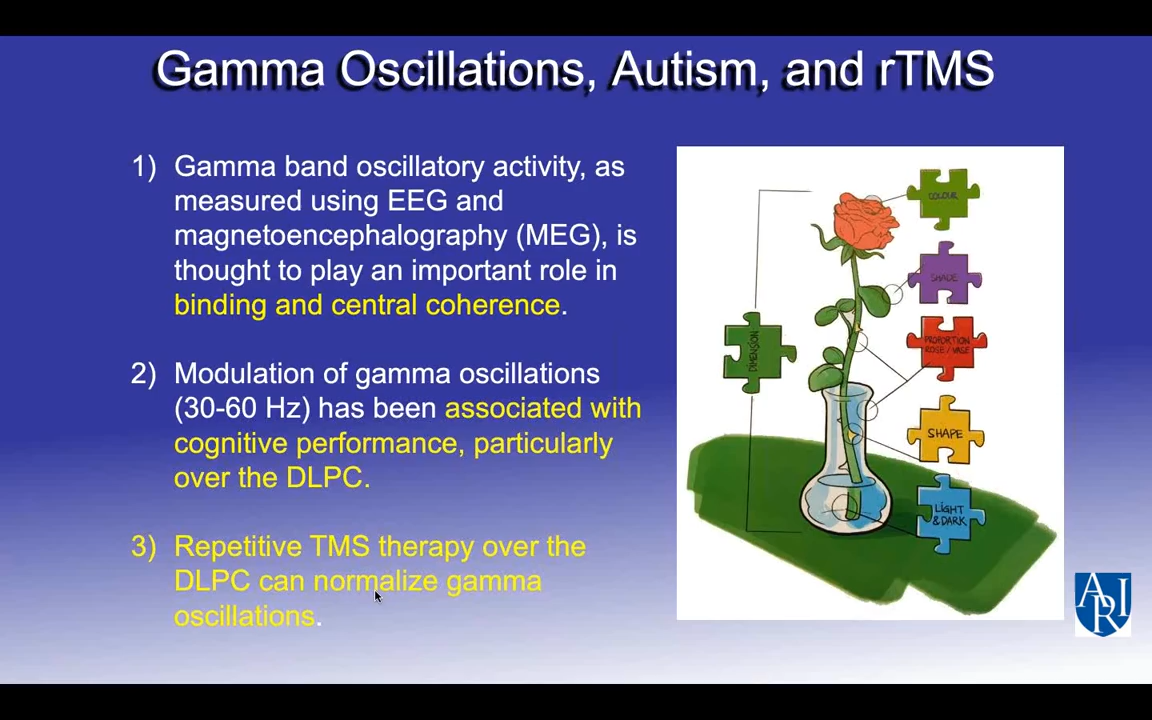 Gamma Oscillations, Autism, and rTMS
1) Gamma band oscillatory activity, as
measured using EEG and
magnetoencephalography (MEG), is
thought to play an important role in
binding and central coherence.
2) Modulation of gamma oscillations
(30-60 Hz) has been associated with
cognitive performance, particularly
over the DLPC.
3) Repetitive TMS therapy over the
DLPC can normalize gamma
oscillations.
COLOUR
SHADE
DIMENSION
PROPORTION
ROSE / VASE
SHAPE
LIGHT
& DARK
ARI